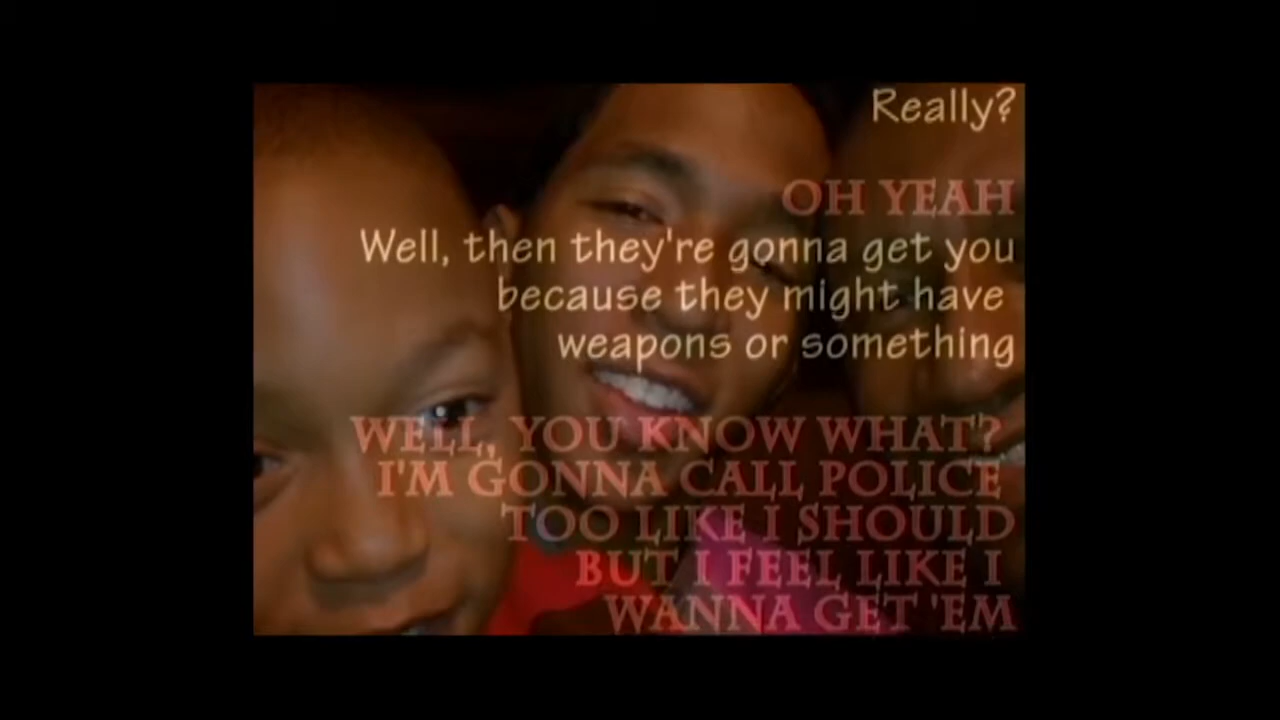 Really?
OH YEAH
Well, then they're gonna get you
because they might have
weapons or something
WELL, YOU KNOW WHAT?
I'M GONNA CALL POLICE
TOO LIKE I SHOULD
BUT I FEEL LIKE I
WANNA GET 'EM